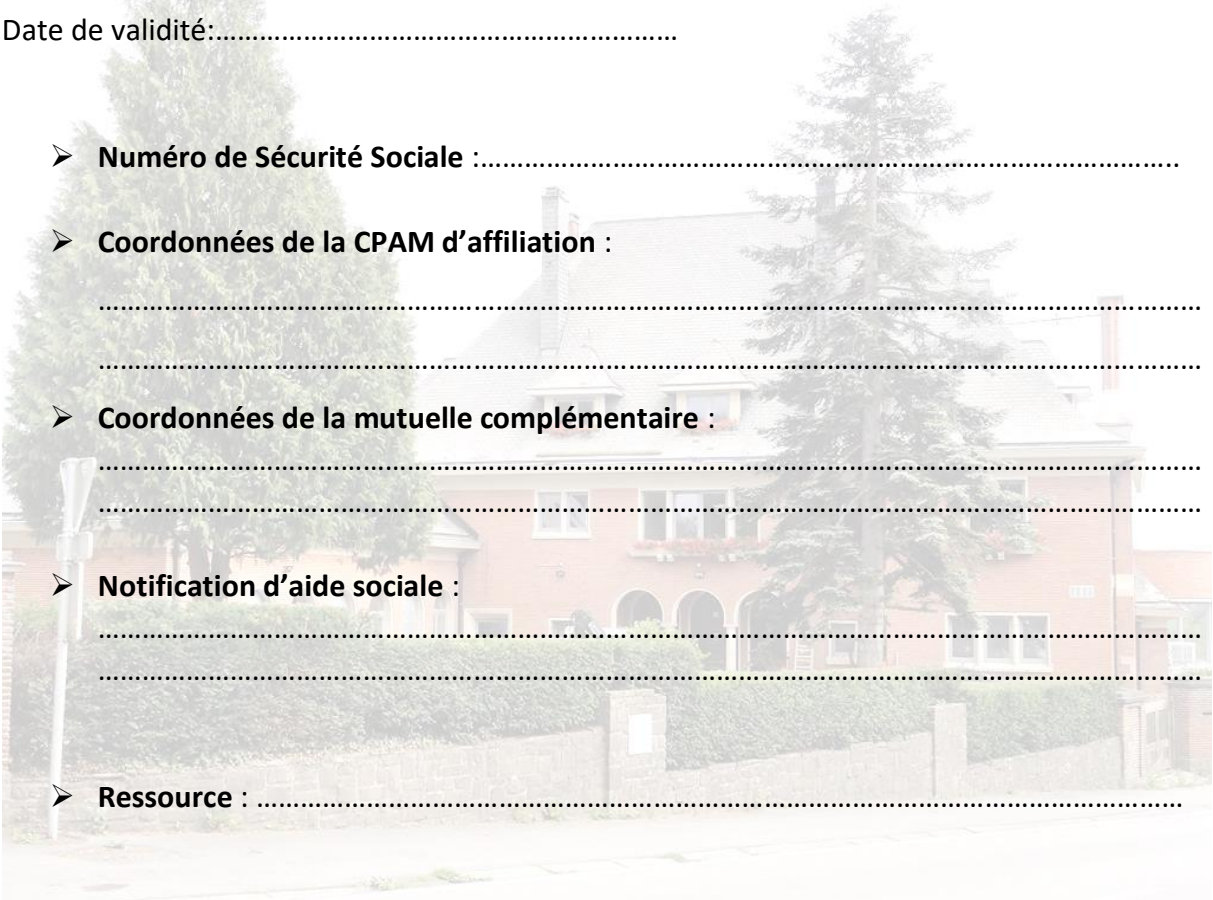 Date de validité:………………………………………………………
➢ Numéro de Sécurité Sociale :…………………………………………………………………………………..
➢ Coordonnées de la CPAM d’affiliation :
………………………………………………………………………………………………………………………………………
………………………………………………………………………………………………………………………………………
➢ Coordonnées de la mutuelle complémentaire :
………………………………………………………………………………………………………………………………………
………………………………………………………………………………………………………………………………………
➢ Notification d’aide sociale :
………………………………………………………………………………………………………………………………………
………………………………………………………………………………………………………………………………………
➢ Ressource : ………………………………………………………………………………………………………………